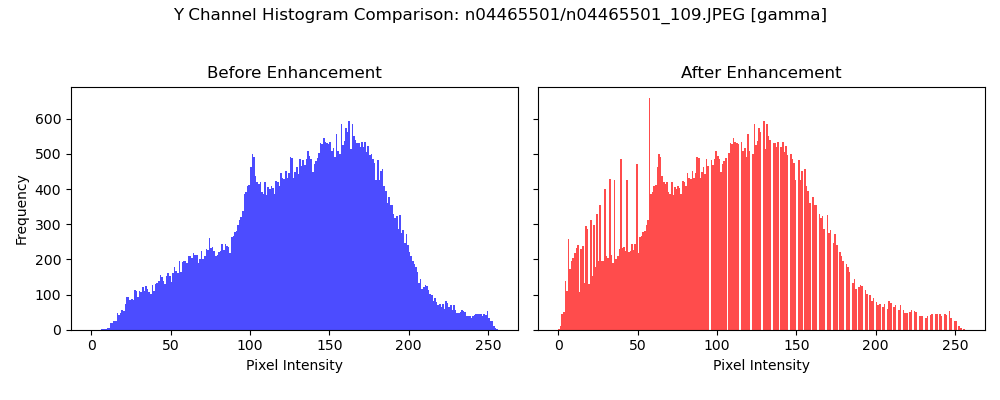 Y Channel Histogram Comparison: n04465501/n04465501_109.JPEG [gamma]
Before Enhancement
After Enhancement
Frequency
600
500
400
300
200
100
0
0 50 100 150 200 250
0 50 100 150 200 250
Pixel Intensity
Pixel Intensity